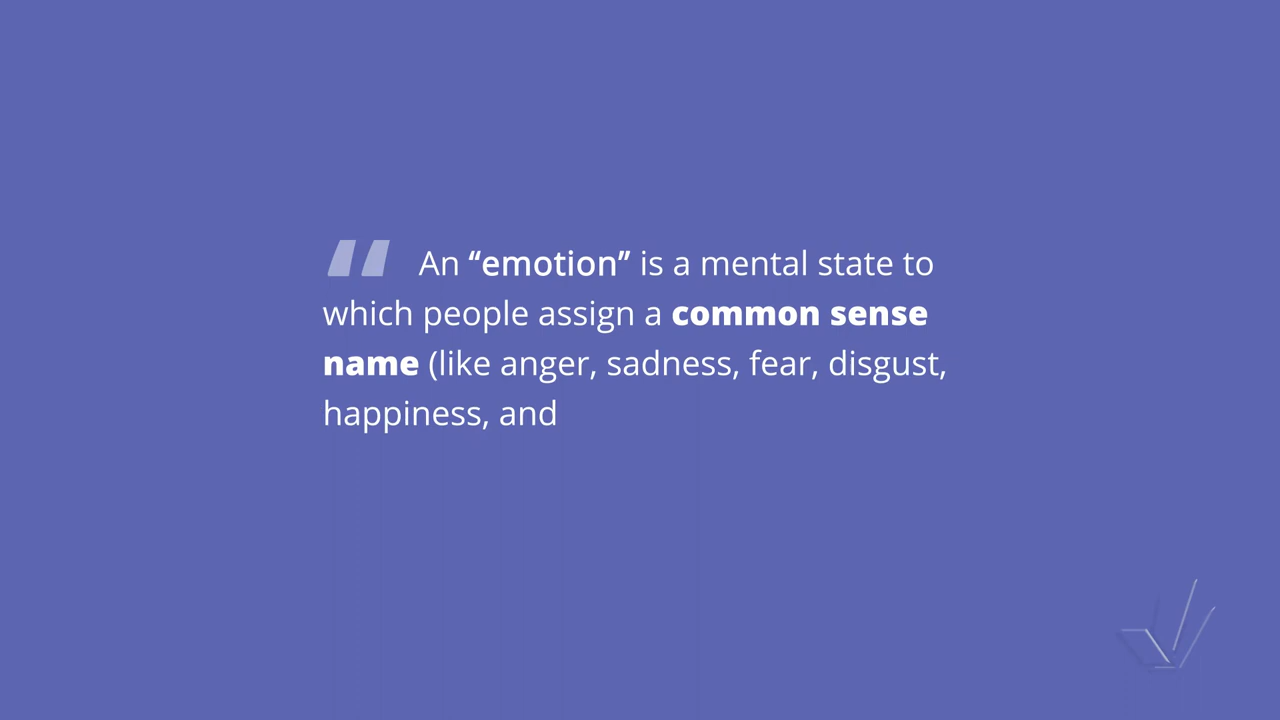 “ An “emotion” is a mental state to
which people assign a common sense
name (like anger, sadness, fear, disgust,
happiness, and